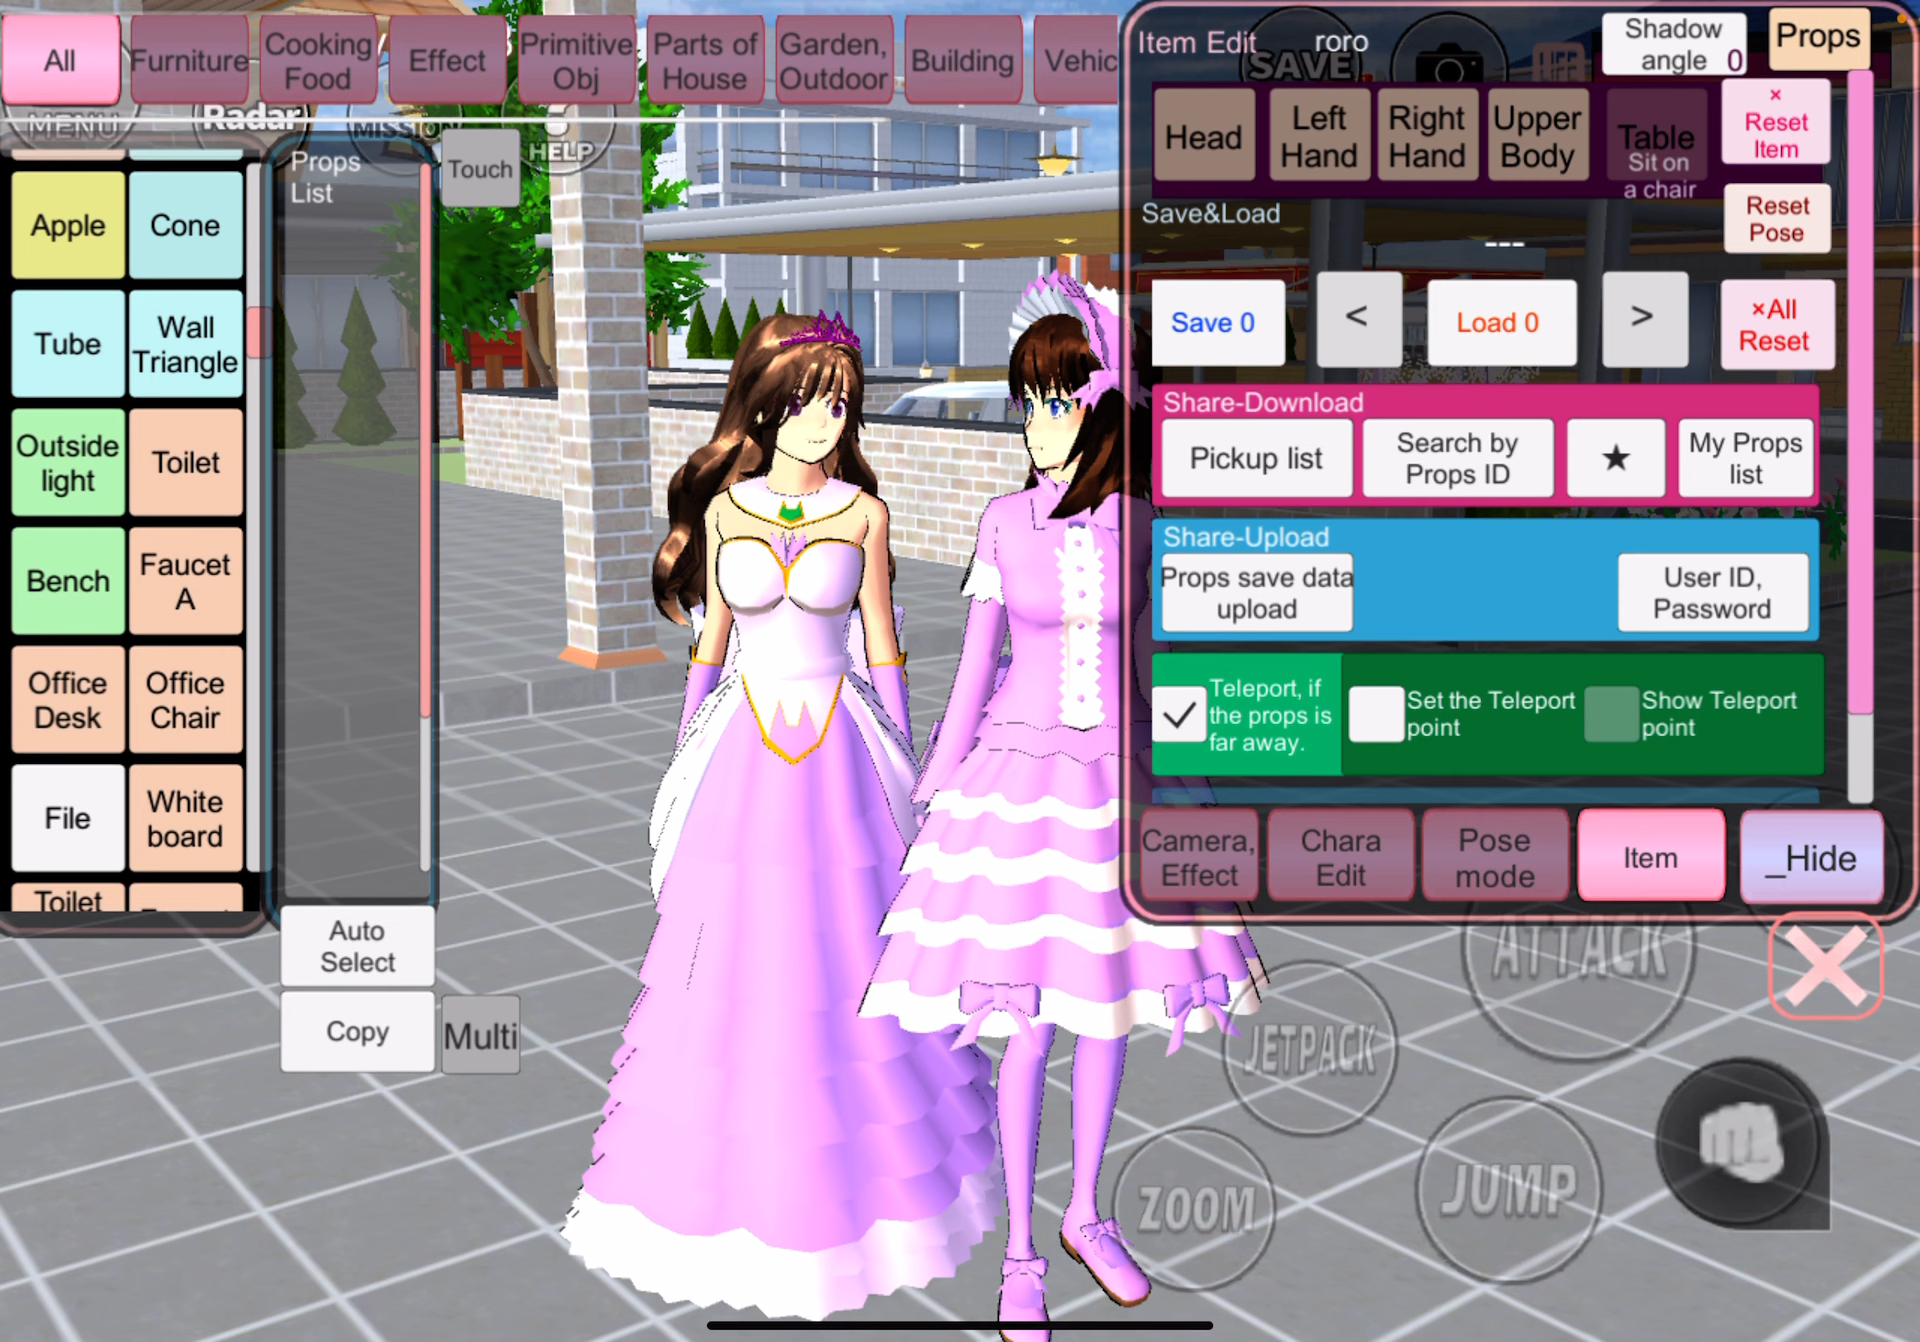 All
Furniture
Cooking
Food
Effect
Primitive
Obj
Parts of
House
Garden,
Outdoor
Building
Vehic
MENU
Radar
MISSION
HELP
Props
List
Touch
Apple
Cone
Tube
Wall
Triangle
Outside
light
Toilet
Bench
Faucet
A
Office
Desk
Office
Chair
File
White
board
Toilet
Auto
Select
Copy
Multi
Item Edit
roro
SAVE
LIFE
Shadow
angle 0
Props
Head
Left
Hand
Right
Hand
Upper
Body
Table
Sit on
a chair
×
Reset
Item
Reset
Pose
Save&Load
---
Save 0
<
Load 0
>
×All
Reset
Share-Download
Pickup list
Search by
Props ID
★
My Props
list
Share-Upload
Props save data
upload
User ID,
Password
Teleport, if
the props is
far away.
Set the Teleport
point
Show Teleport
point
Camera,
Effect
Chara
Edit
Pose
mode
Item
_Hide
ATTACK
JETPACK
ZOOM
JUMP